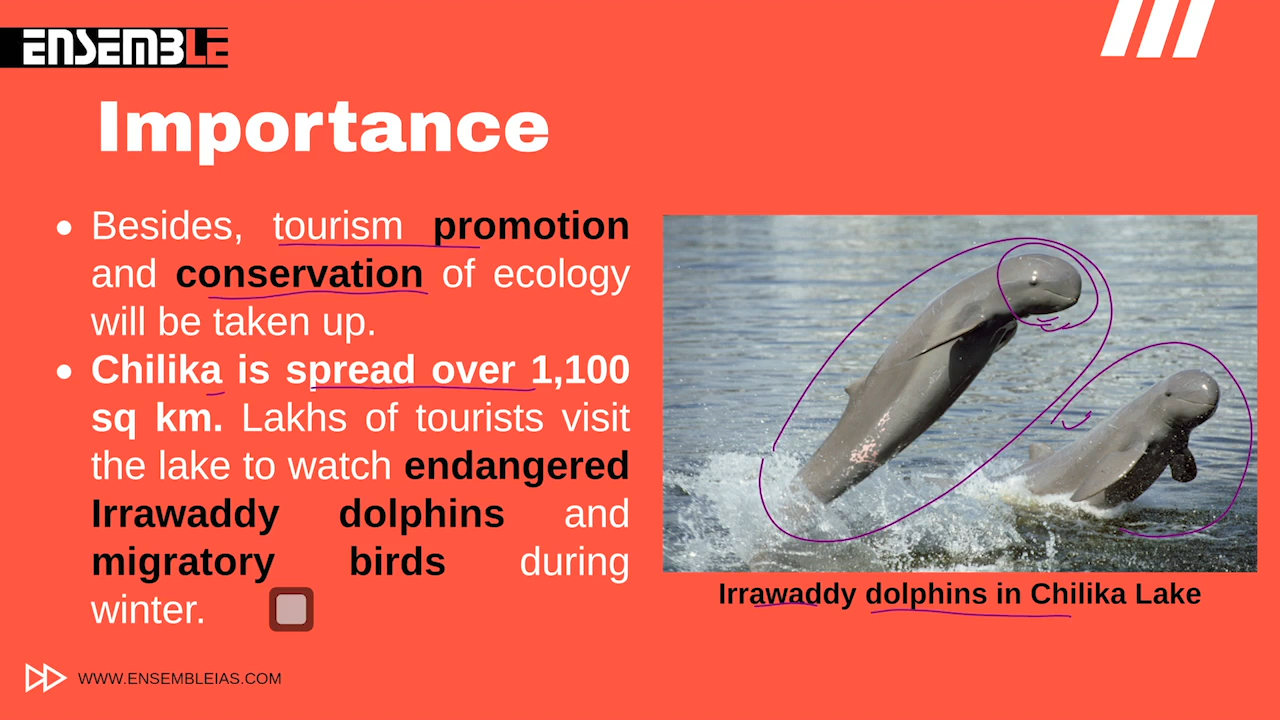 ENSEMBLE
Importance
• Besides, tourism promotion
and conservation of ecology
will be taken up.
• Chilika is spread over 1,100
sq km. Lakhs of tourists visit
the lake to watch endangered
Irrawaddy dolphins and
migratory birds during
winter.
Irrawaddy dolphins in Chilika Lake
WWW.ENSEMBLEIAS.COM